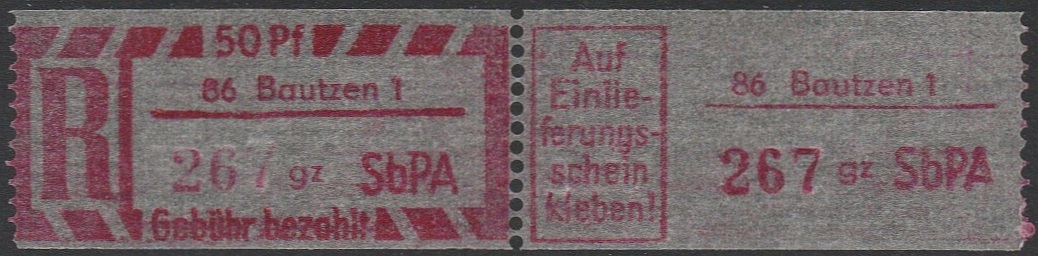 50 Pf
R
86 Bautzen 1
267 gz SbPA
Gebühr bezahlt
Auf
Einlie-
ferungs-
schein
kleben!
86 Bautzen 1
267 gz SbPA